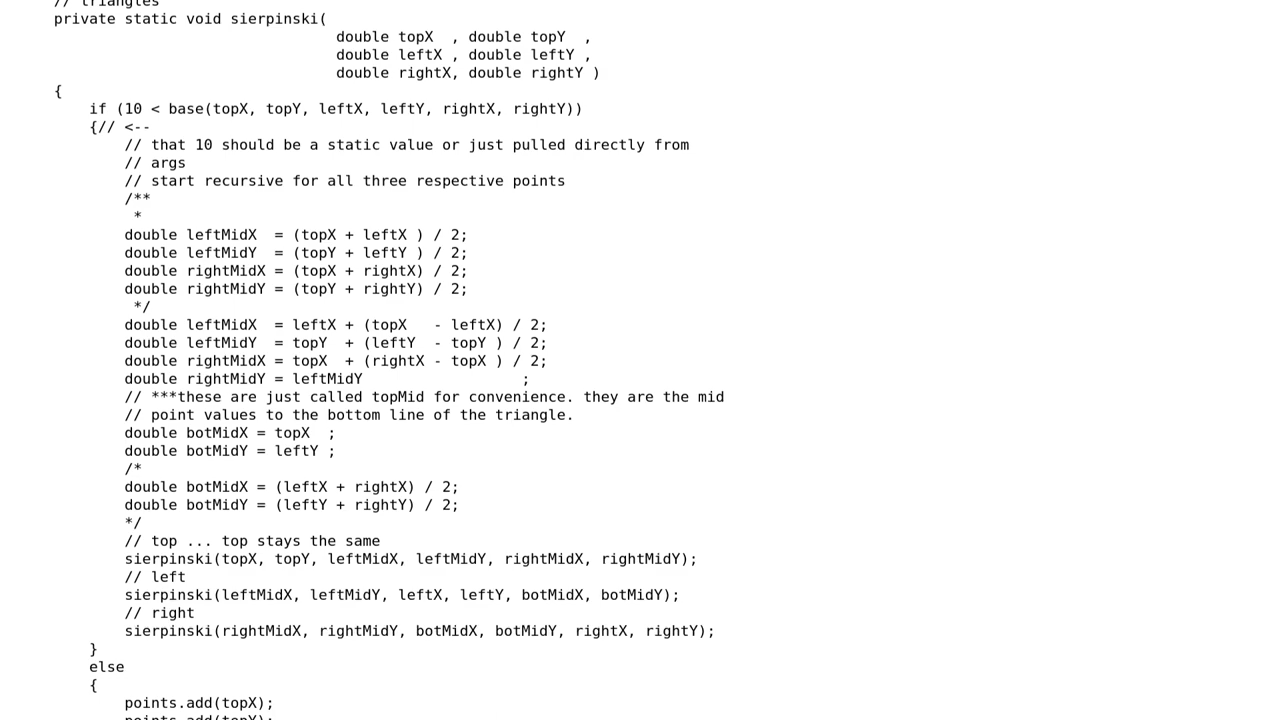 // triangles
private static void sierpinski(
                                double topX  , double topY  ,
                                double leftX , double leftY ,
                                double rightX, double rightY )
{
    if (10 < base(topX, topY, leftX, leftY, rightX, rightY))
    {// <--
        // that 10 should be a static value or just pulled directly from
        // args
        // start recursive for all three respective points
        /**
         *
        double leftMidX  = (topX + leftX ) / 2;
        double leftMidY  = (topY + leftY ) / 2;
        double rightMidX = (topX + rightX) / 2;
        double rightMidY = (topY + rightY) / 2;
         */
        double leftMidX  = leftX + (topX   - leftX) / 2;
        double leftMidY  = topY  + (leftY  - topY ) / 2;
        double rightMidX = topX  + (rightX - topX ) / 2;
        double rightMidY = leftMidY                  ;
        // ***these are just called topMid for convenience. they are the mid
        // point values to the bottom line of the triangle.
        double botMidX = topX  ;
        double botMidY = leftY ;
        /*
        double botMidX = (leftX + rightX) / 2;
        double botMidY = (leftY + rightY) / 2;
        */
        // top ... top stays the same
        sierpinski(topX, topY, leftMidX, leftMidY, rightMidX, rightMidY);
        // left
        sierpinski(leftMidX, leftMidY, leftX, leftY, botMidX, botMidY);
        // right
        sierpinski(rightMidX, rightMidY, botMidX, botMidY, rightX, rightY);
    }
    else
    {
        points.add(topX);
        points.add(topY);